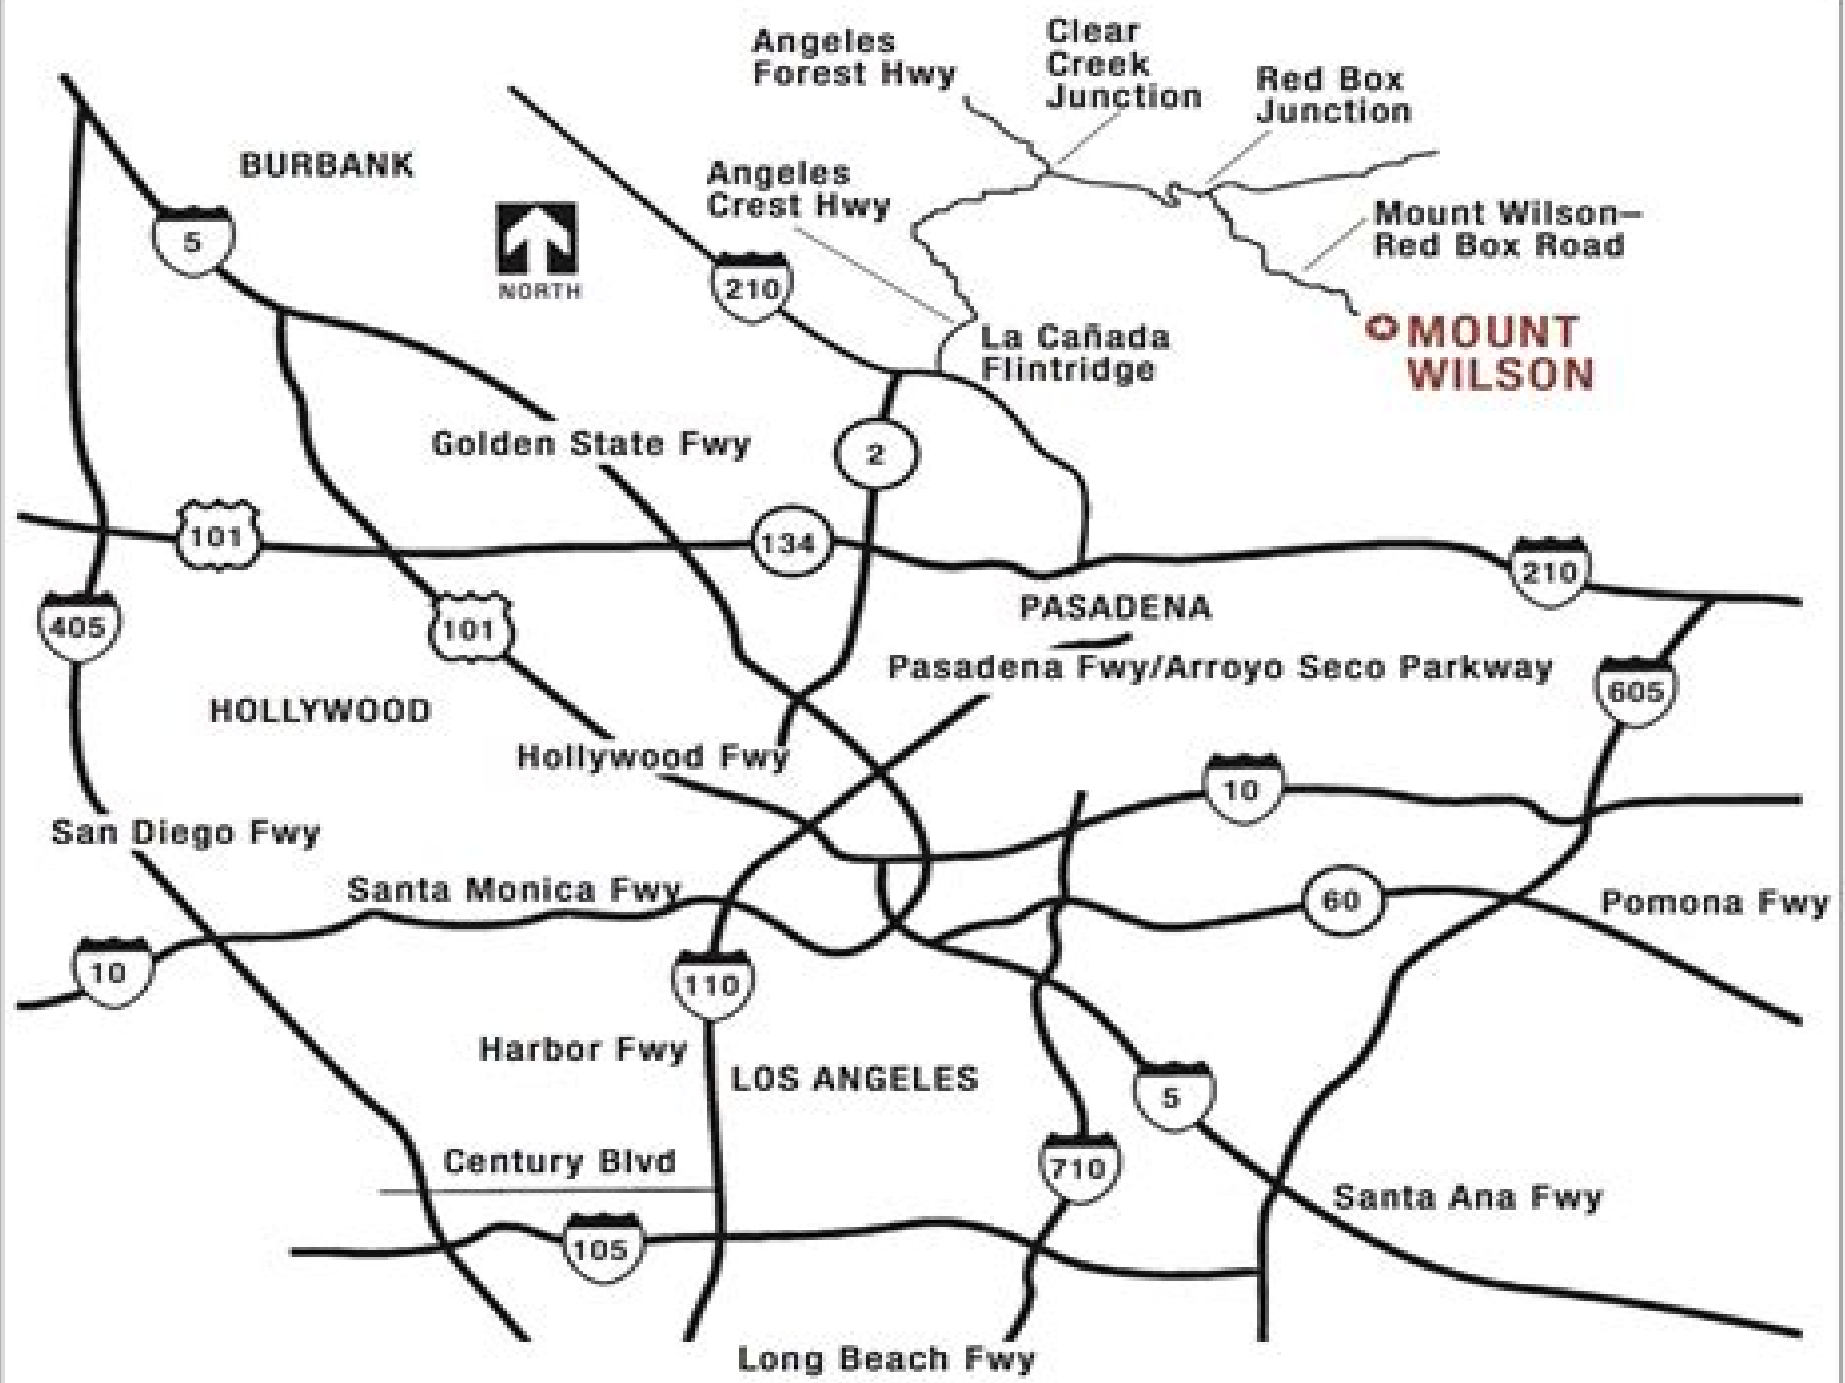 Angeles
Forest Hwy
Clear
Creek
Junction
Red Box
Junction
BURBANK
Angeles
Crest Hwy
Mount Wilson–
Red Box Road
5
NORTH
210
La Cañada
Flintridge
MOUNT
WILSON
Golden State Fwy
2
101
134
210
405
101
PASADENA
Pasadena Fwy/Arroyo Seco Parkway
605
HOLLYWOOD
Hollywood Fwy
10
San Diego Fwy
Santa Monica Fwy
60
Pomona Fwy
10
110
Harbor Fwy
LOS ANGELES
5
Century Blvd
710
Santa Ana Fwy
105
Long Beach Fwy